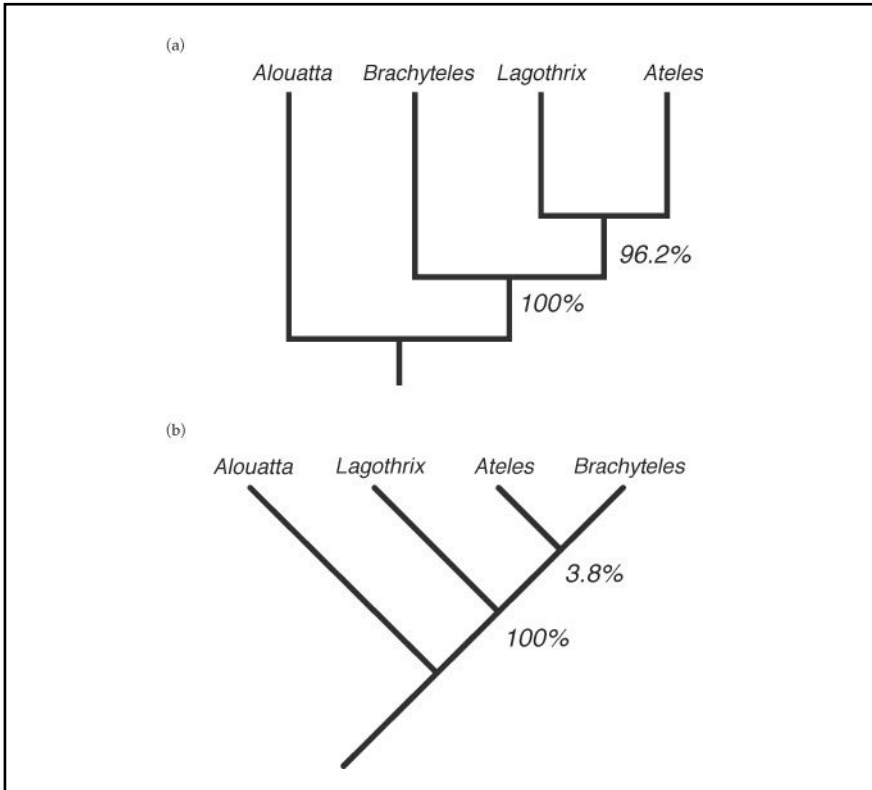 (a)
Alouatta Brachyteles Lagothrix Ateles
96.2%
100%
(b)
Alouatta Lagothrix Ateles Brachyteles
3.8%
100%